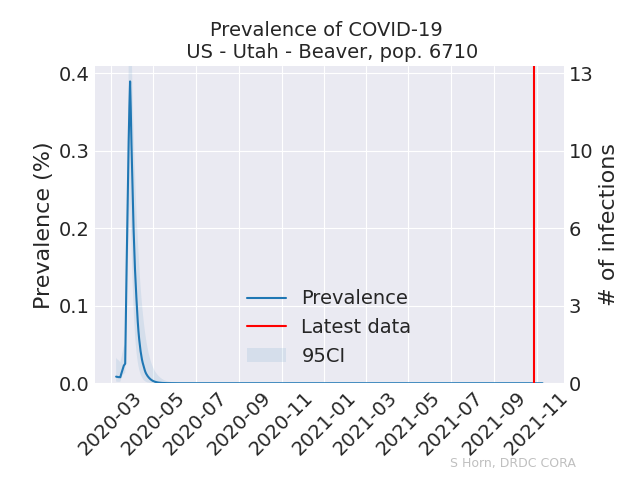 Prevalence of COVID-19
US - Utah - Beaver, pop. 6710
Prevalence (%)
0.4
0.3
0.2
0.1
0.0
13
10
6
3
0
# of infections
Prevalence
Latest data
95CI
2020-03
2020-05
2020-07
2020-09
2020-11
2021-01
2021-03
2021-05
2021-07
2021-09
2021-11
S Horn, DRDC CORA